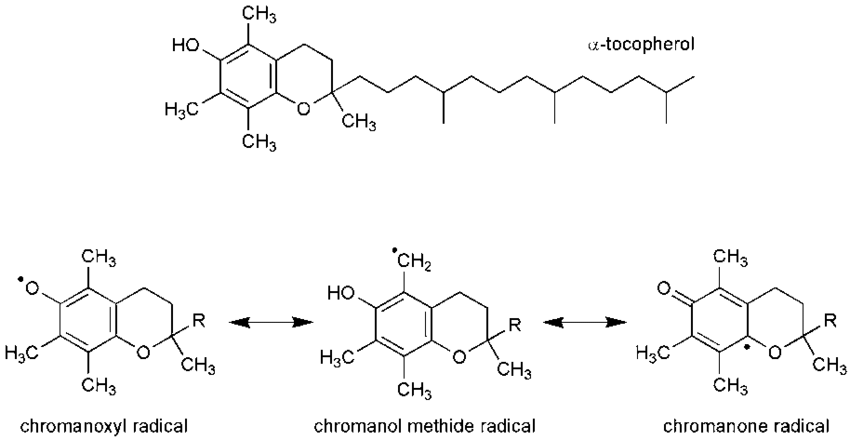 CH₃
HO
α-tocopherol
H₃C
O
CH₃
CH₃
•O
CH₃
R
H₃C
O
CH₃
CH₃
chromanoxyl radical
•CH₂
HO
R
H₃C
O
CH₃
CH₃
chromanol methide radical
CH₃
O
R
H₃C
•
O
CH₃
CH₃
chromanone radical